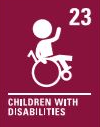 23
CHILDREN WITH
DISABILITIES